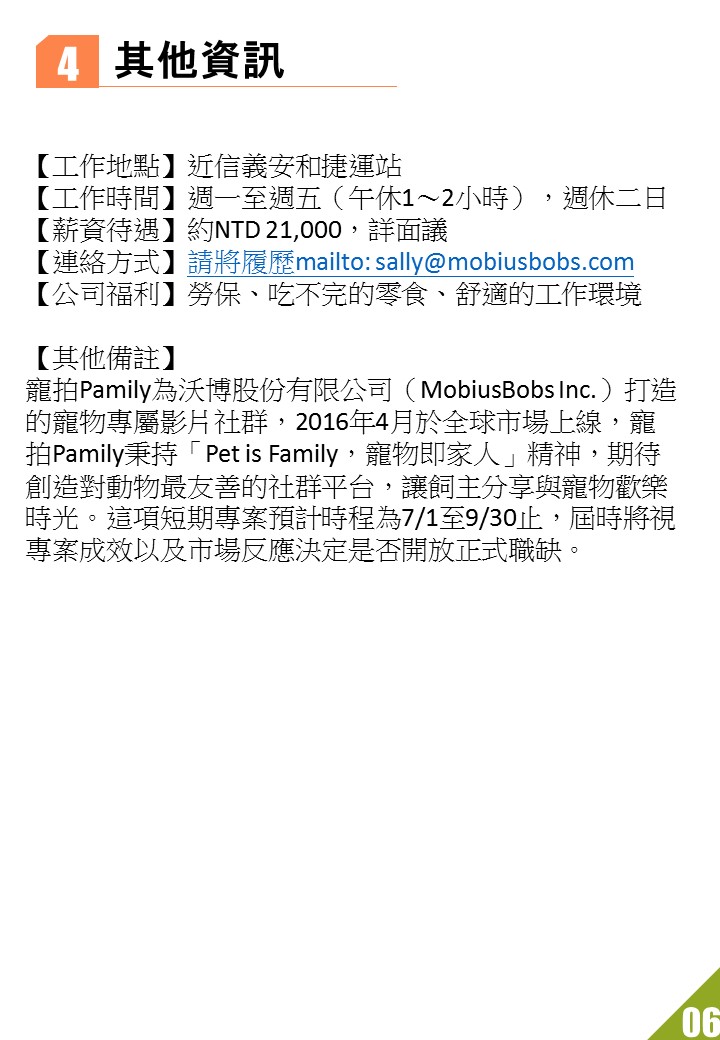 4 其他資訊
【工作地點】近信義安和捷運站
【工作時間】週一至週五（午休1～2小時），週休二日
【薪資待遇】約NTD 21,000，詳面議
【連絡方式】請將履歷mailto: sally@mobiusbobs.com
【公司福利】勞保、吃不完的零食、舒適的工作環境
【其他備註】
寵拍Pamily為沃博股份有限公司（MobiusBobs Inc.）打造
的寵物專屬影片社群，2016年4月於全球市場上線，寵
拍Pamily秉持「Pet is Family，寵物即家人」精神，期待
創造對動物最友善的社群平台，讓飼主分享與寵物歡樂
時光。這項短期專案預計時程為7/1至9/30止，屆時將視
專案成效以及市場反應決定是否開放正式職缺。
06